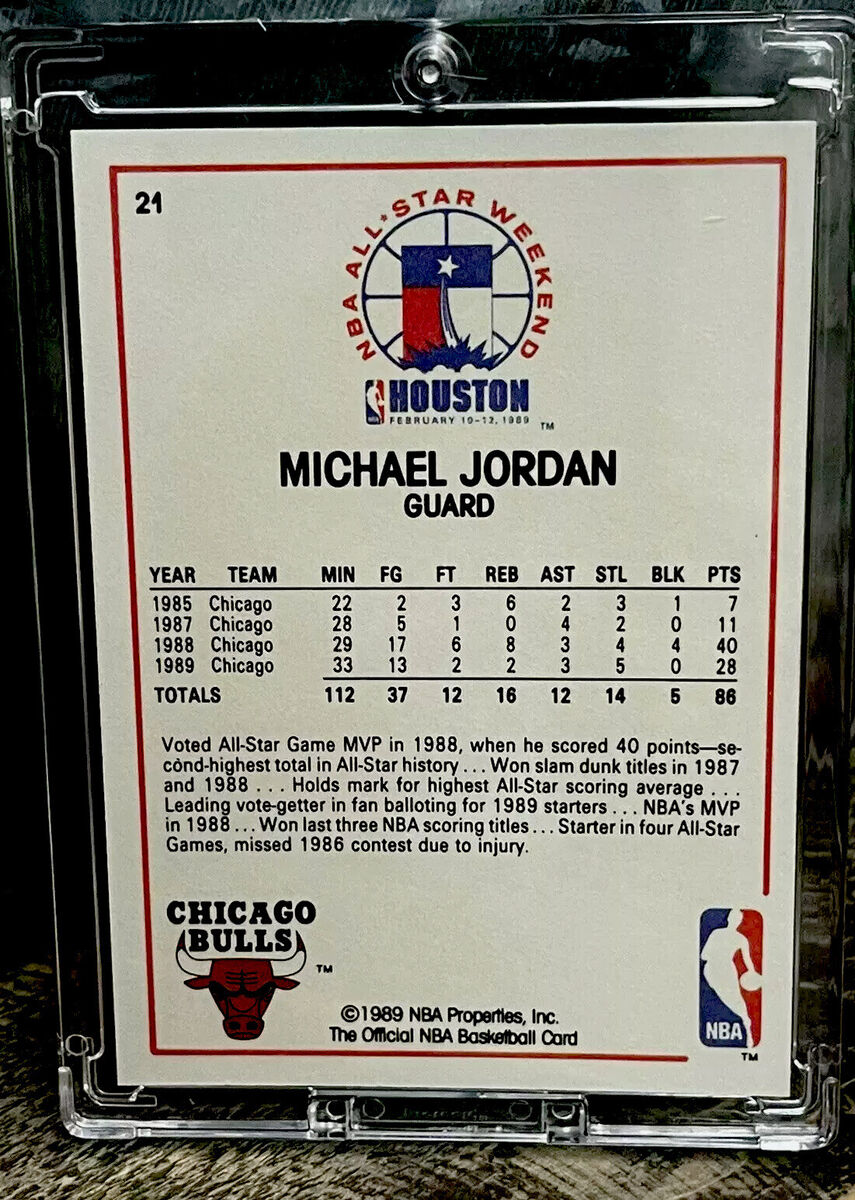 21
NBA ALL★STAR WEEKEND
NBA HOUSTON
FEBRUARY 10-12, 1989 TM
MICHAEL JORDAN
GUARD
YEAR TEAM MIN FG FT REB AST STL BLK PTS
1985 Chicago 22 2 3 6 2 3 1 7
1987 Chicago 28 5 1 0 4 2 0 11
1988 Chicago 29 17 6 8 3 4 4 40
1989 Chicago 33 13 2 2 3 5 0 28
TOTALS 112 37 12 16 12 14 5 86
Voted All-Star Game MVP in 1988, when he scored 40 points—se-
cond-highest total in All-Star history . . . Won slam dunk titles in 1987
and 1988 . . . Holds mark for highest All-Star scoring average . . .
Leading vote-getter in fan balloting for 1989 starters . . . NBA's MVP
in 1988 . . . Won last three NBA scoring titles . . . Starter in four All-Star
Games, missed 1986 contest due to injury.
CHICAGO
BULLS
TM
©1989 NBA Properties, Inc.
The Official NBA Basketball Card
NBA
TM